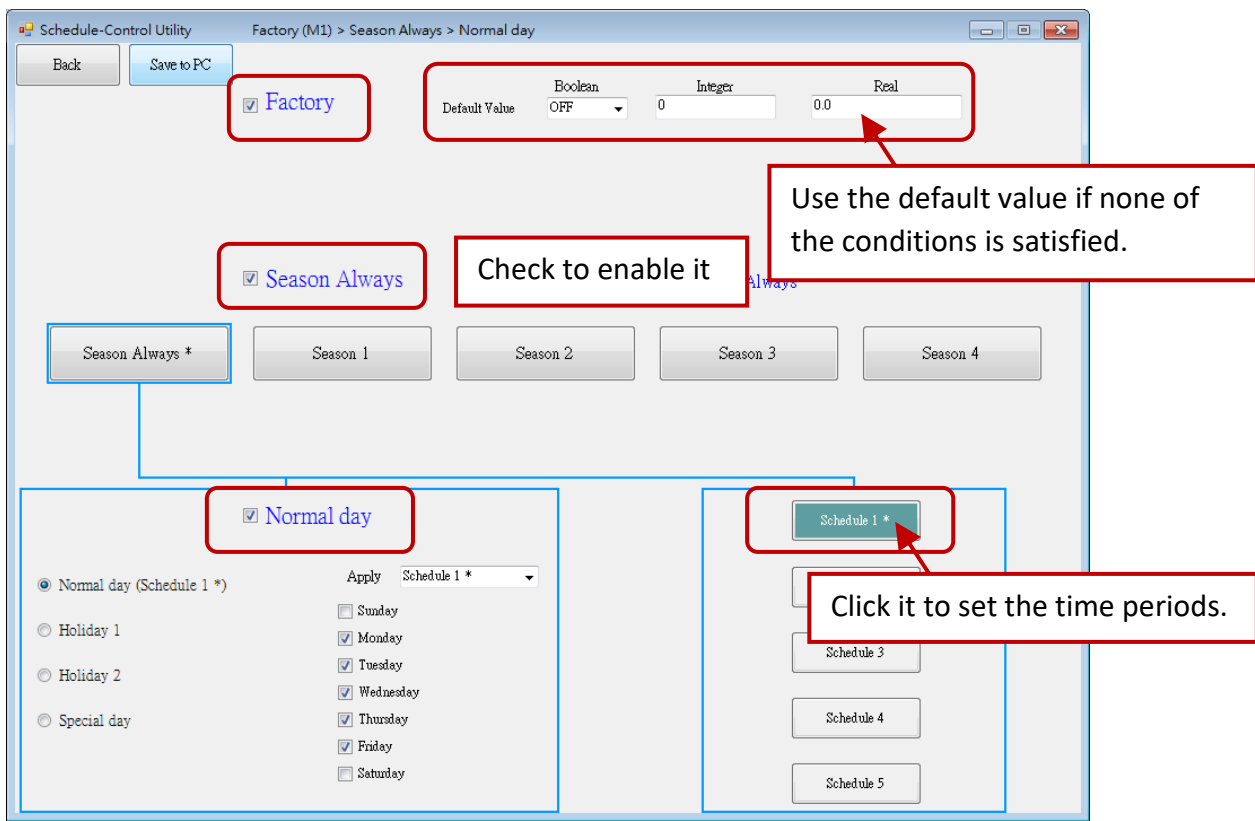 Schedule-Control Utility Factory (M1) > Season Always > Normal day
Back Save to PC
Factory
Boolean Integer Real
Default Value OFF 0 0.0
Use the default value if none of
the conditions is satisfied.
Season Always
Check to enable it
Always
Season Always * Season 1 Season 2 Season 3 Season 4
Normal day
Schedule 1 *
Normal day (Schedule 1 *)
Holiday 1
Holiday 2
Special day
Apply Schedule 1 *
Sunday
Monday
Tuesday
Wednesday
Thursday
Friday
Saturday
Click it to set the time periods.
Schedule 3
Schedule 4
Schedule 5